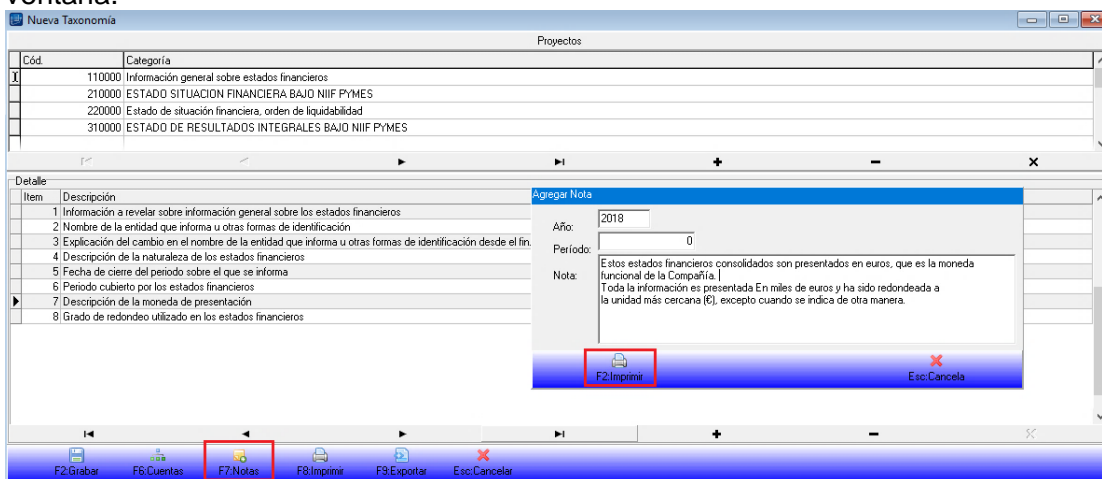 ventana:
Nueva Taxonomía
Proyectos
Cód. Categoría
110000 Información general sobre estados financieros
210000 ESTADO SITUACION FINANCIERA BAJO NIIF PYMES
220000 Estado de situación financiera, orden de liquidabilidad
310000 ESTADO DE RESULTADOS INTEGRALES BAJO NIIF PYMES
Detalle
Item Descripción
1 Información a revelar sobre información general sobre los estados financieros
2 Nombre de la entidad que informa u otras formas de identificación
3 Explicación del cambio en el nombre de la entidad que informa u otras formas de identificación desde el fin.
4 Descripción de la naturaleza de los estados financieros
5 Fecha de cierre del periodo sobre el que se informa
6 Periodo cubierto por los estados financieros
7 Descripción de la moneda de presentación
8 Grado de redondeo utilizado en los estados financieros
Agregar Nota
Año: 2018
Período: 0
Nota: Estos estados financieros consolidados son presentados en euros, que es la moneda
funcional de la Compañía.
Toda la información es presentada En miles de euros y ha sido redondeada a
la unidad más cercana (€), excepto cuando se indica de otra manera.
F2:Imprimir Esc:Cancela
F2:Grabar F6:Cuentas F7:Notas F8:Imprimir F9:Exportar Esc:Cancelar